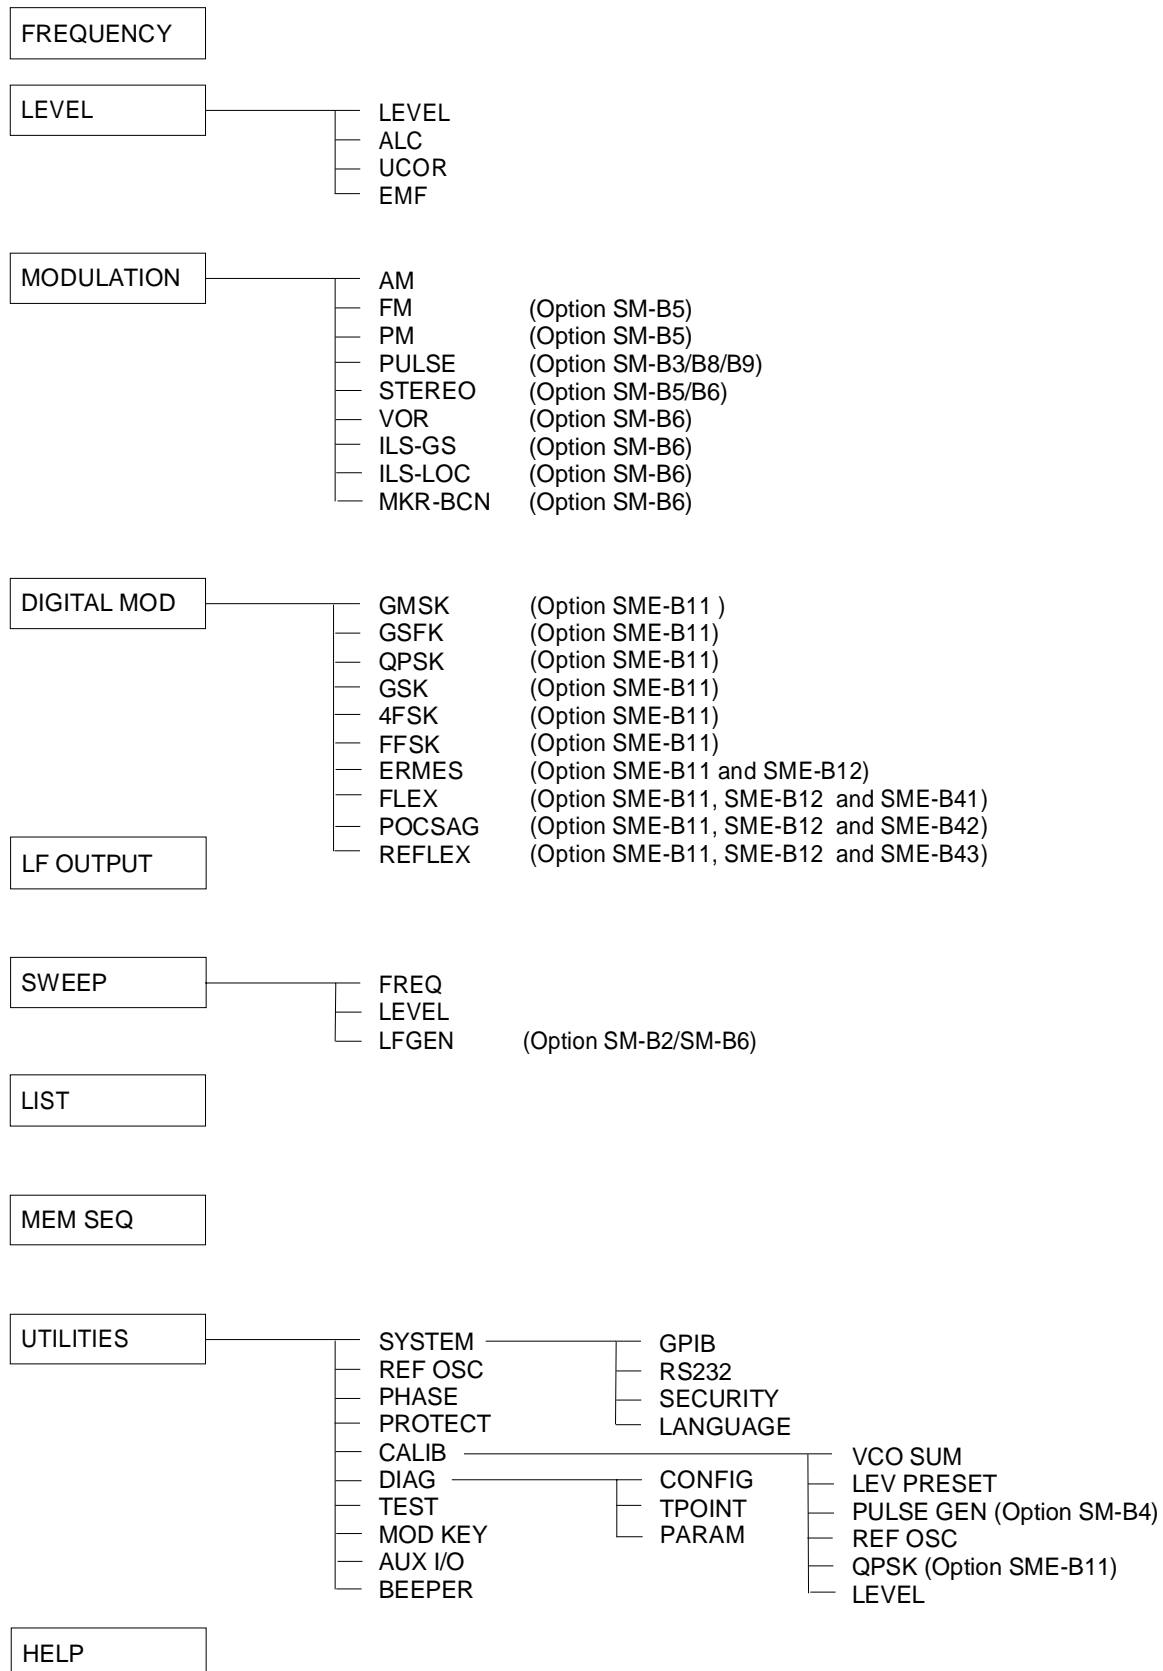 FREQUENCY
LEVEL
LEVEL
ALC
UCOR
EMF
MODULATION
AM
FM (Option SM-B5)
PM (Option SM-B5)
PULSE (Option SM-B3/B8/B9)
STEREO (Option SM-B5/B6)
VOR (Option SM-B6)
ILS-GS (Option SM-B6)
ILS-LOC (Option SM-B6)
MKR-BCN (Option SM-B6)
DIGITAL MOD
GMSK (Option SME-B11 )
GSFK (Option SME-B11)
QPSK (Option SME-B11)
GSK (Option SME-B11)
4FSK (Option SME-B11)
FFSK (Option SME-B11)
ERMES (Option SME-B11 and SME-B12)
FLEX (Option SME-B11, SME-B12 and SME-B41)
POCSAG (Option SME-B11, SME-B12 and SME-B42)
REFLEX (Option SME-B11, SME-B12 and SME-B43)
LF OUTPUT
SWEEP
FREQ
LEVEL
LFGEN (Option SM-B2/SM-B6)
LIST
MEM SEQ
UTILITIES
SYSTEM
REF OSC
PHASE
PROTECT
CALIB
DIAG
TEST
MOD KEY
AUX I/O
BEEPER
GPIB
RS232
SECURITY
LANGUAGE
CONFIG
TPOINT
PARAM
VCO SUM
LEV PRESET
PULSE GEN (Option SM-B4)
REF OSC
QPSK (Option SME-B11)
LEVEL
HELP